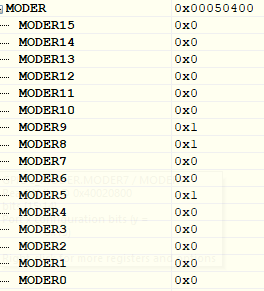 MODER 0x00050400
MODER15 0x0
MODER14 0x0
MODER13 0x0
MODER12 0x0
MODER11 0x0
MODER10 0x0
MODER9 0x1
MODER8 0x1
MODER7 0x0
MODER6 0x0
MODER5 0x1
MODER4 0x0
MODER3 0x0
MODER2 0x0
MODER1 0x0
MODER0 0x0